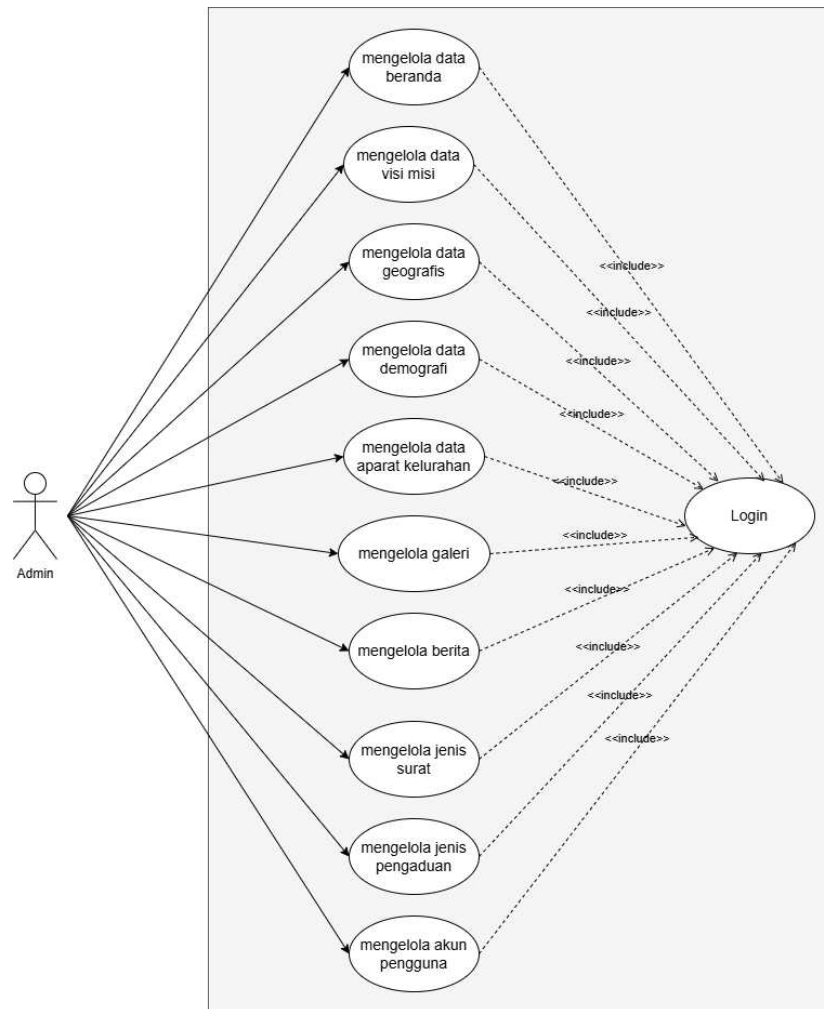 mengelola data
beranda
mengelola data
visi misi
mengelola data
geografis
<<include>>
<<include>>
mengelola data
demografi
<<include>>
<<include>>
mengelola data
aparat kelurahan
<<include>>
Admin
Login
mengelola galeri
<<include>>
mengelola berita
<<include>>
<<include>>
mengelola jenis
surat
<<include>>
<<include>>
mengelola jenis
pengaduan
mengelola akun
pengguna